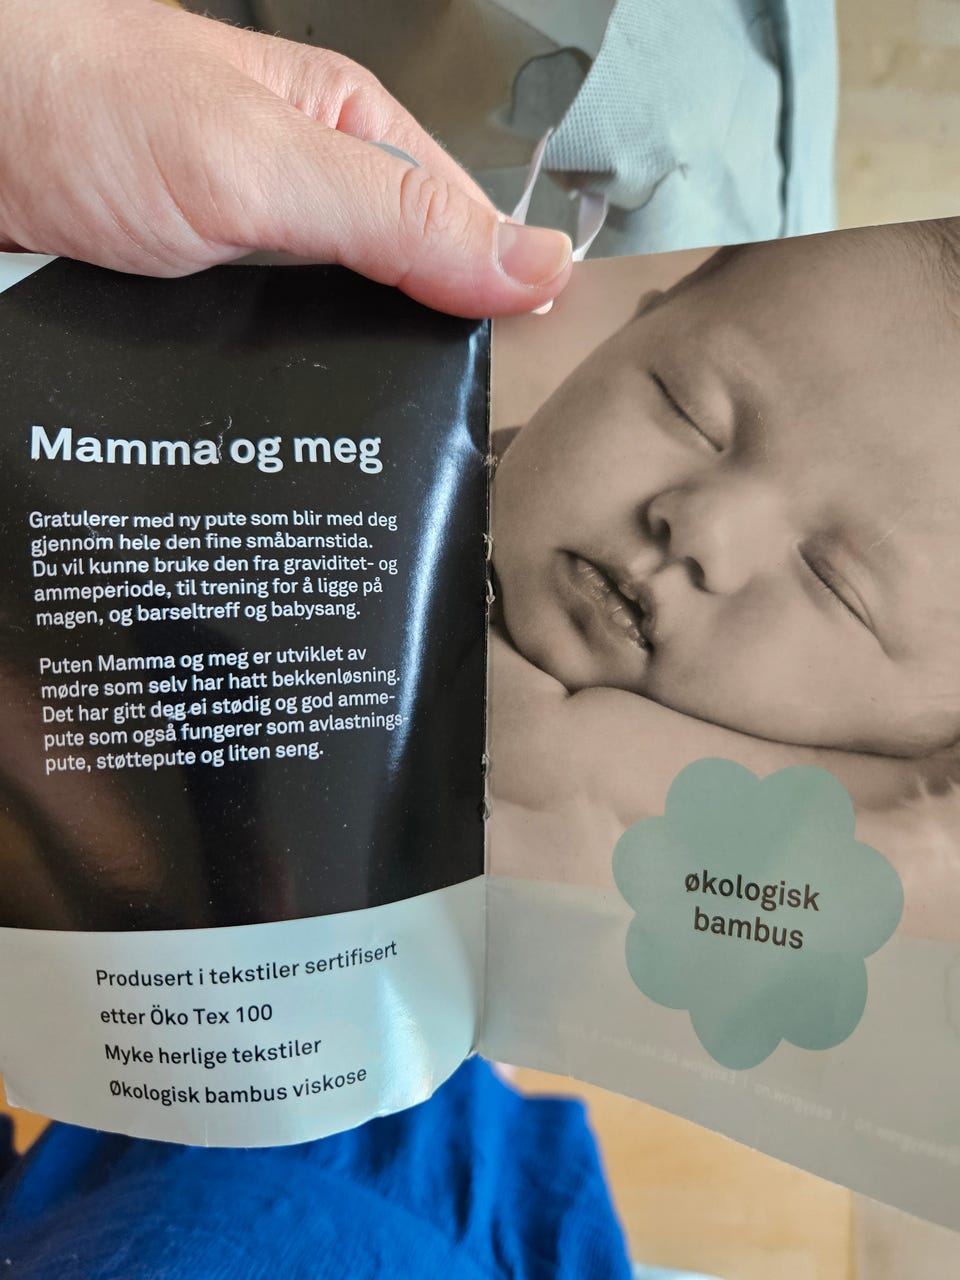 Mamma og meg
Gratulerer med ny pute som blir med deg
gjennom hele den fine småbarnstida.
Du vil kunne bruke den fra graviditet- og
ammeperiode, til trening for å ligge på
magen, og barseltreff og babysang.
Puten Mamma og meg er utviklet av
mødre som selv har hatt bekkenløsning.
Det har gitt deg ei stødig og god amme-
pute som også fungerer som avlastnings-
pute, støttepute og liten seng.
Produsert i tekstiler sertifisert
etter Öko Tex 100
Myke herlige tekstiler
Økologisk bambus viskose
økologisk
bambus